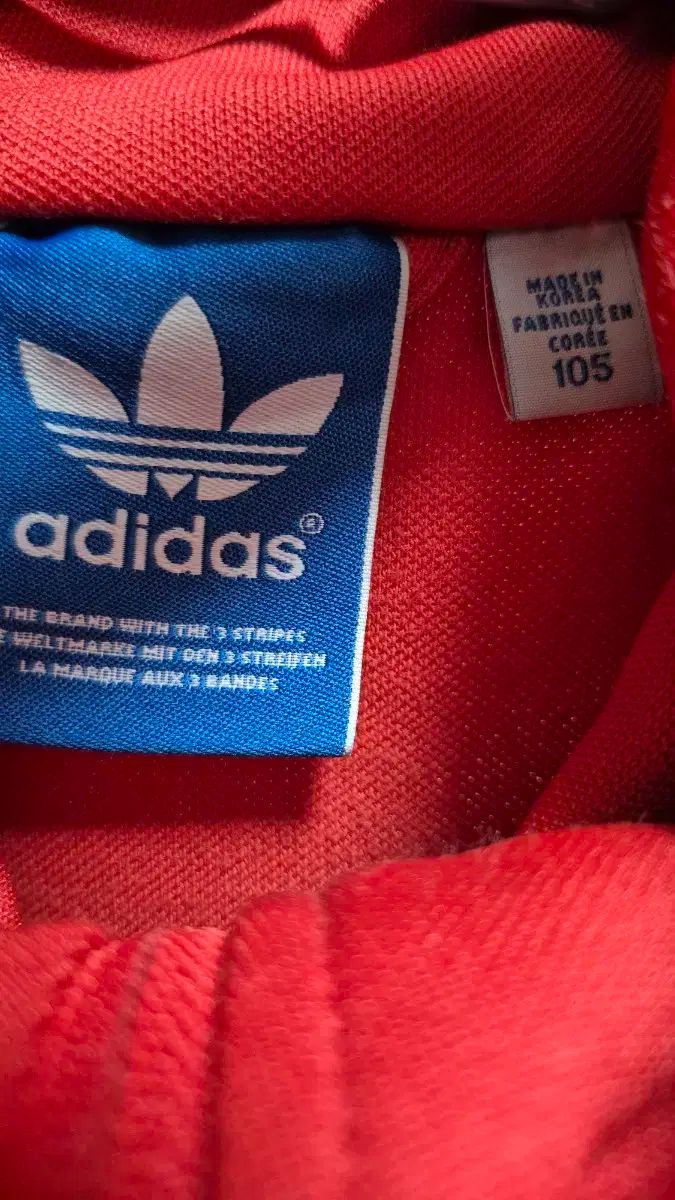 adidas®
THE BRAND WITH THE 3 STRIPES
WELTMARKE MIT DEN 3 STREIFEN
LA MARQUE AUX 3 BANDES
MADE IN
KOREA
FABRIQUÉ EN
CORÉE
105